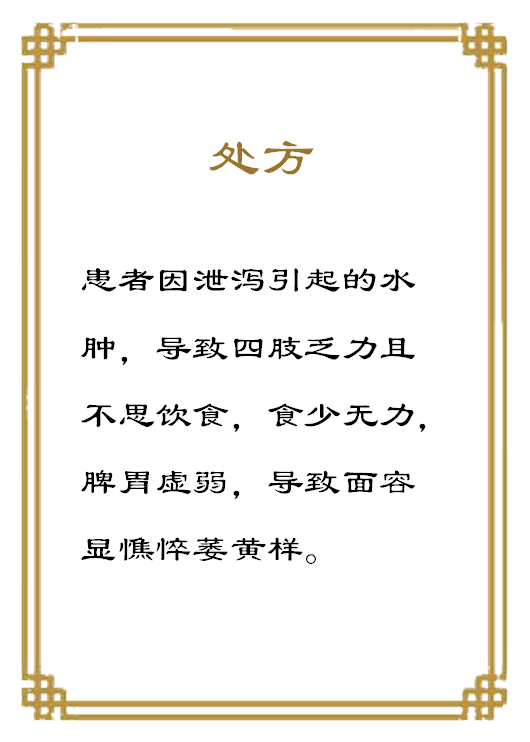 处方
患者因泄泻引起的水
肿，导致四肢乏力且
不思饮食，食少无力，
脾胃虚弱，导致面容
显憔悴萎黄样。